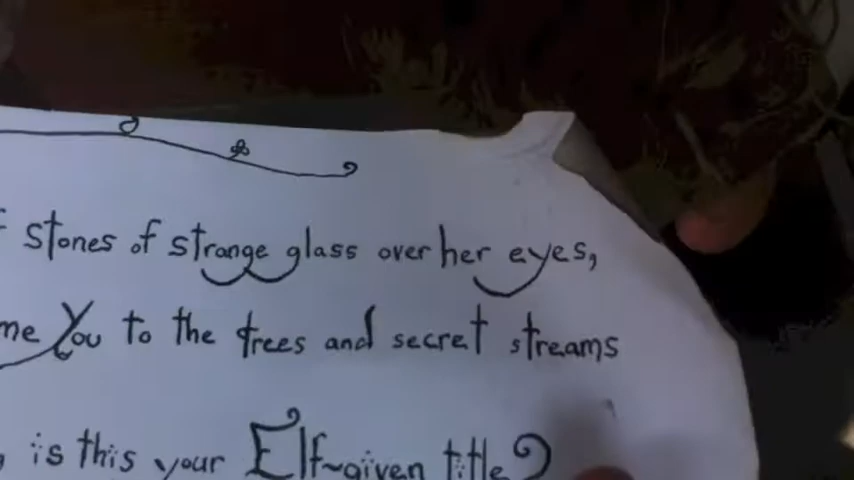 stones of strange glass over her eyes,
me You to the trees and secret streams
, is this your Elf~given title?